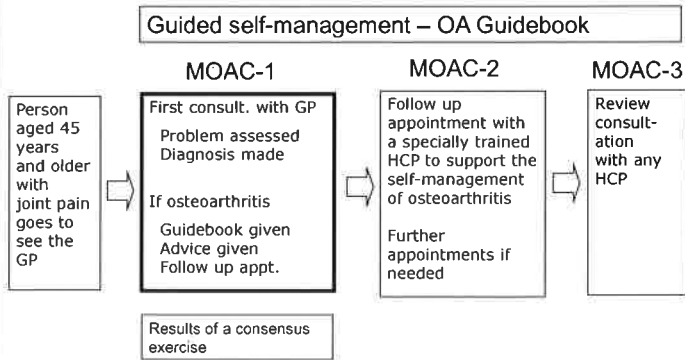 Guided self-management – OA Guidebook
MOAC-1
MOAC-2
MOAC-3
Person
aged 45
years
and older
with
joint pain
goes to
see the
GP
First consult. with GP
Problem assessed
Diagnosis made
If osteoarthritis
Guidebook given
Advice given
Follow up appt.
Follow up
appointment with
a specially trained
HCP to support the
self-management
of osteoarthritis
Further
appointments if
needed
Review
consult-
ation
with any
HCP
Results of a consensus
exercise